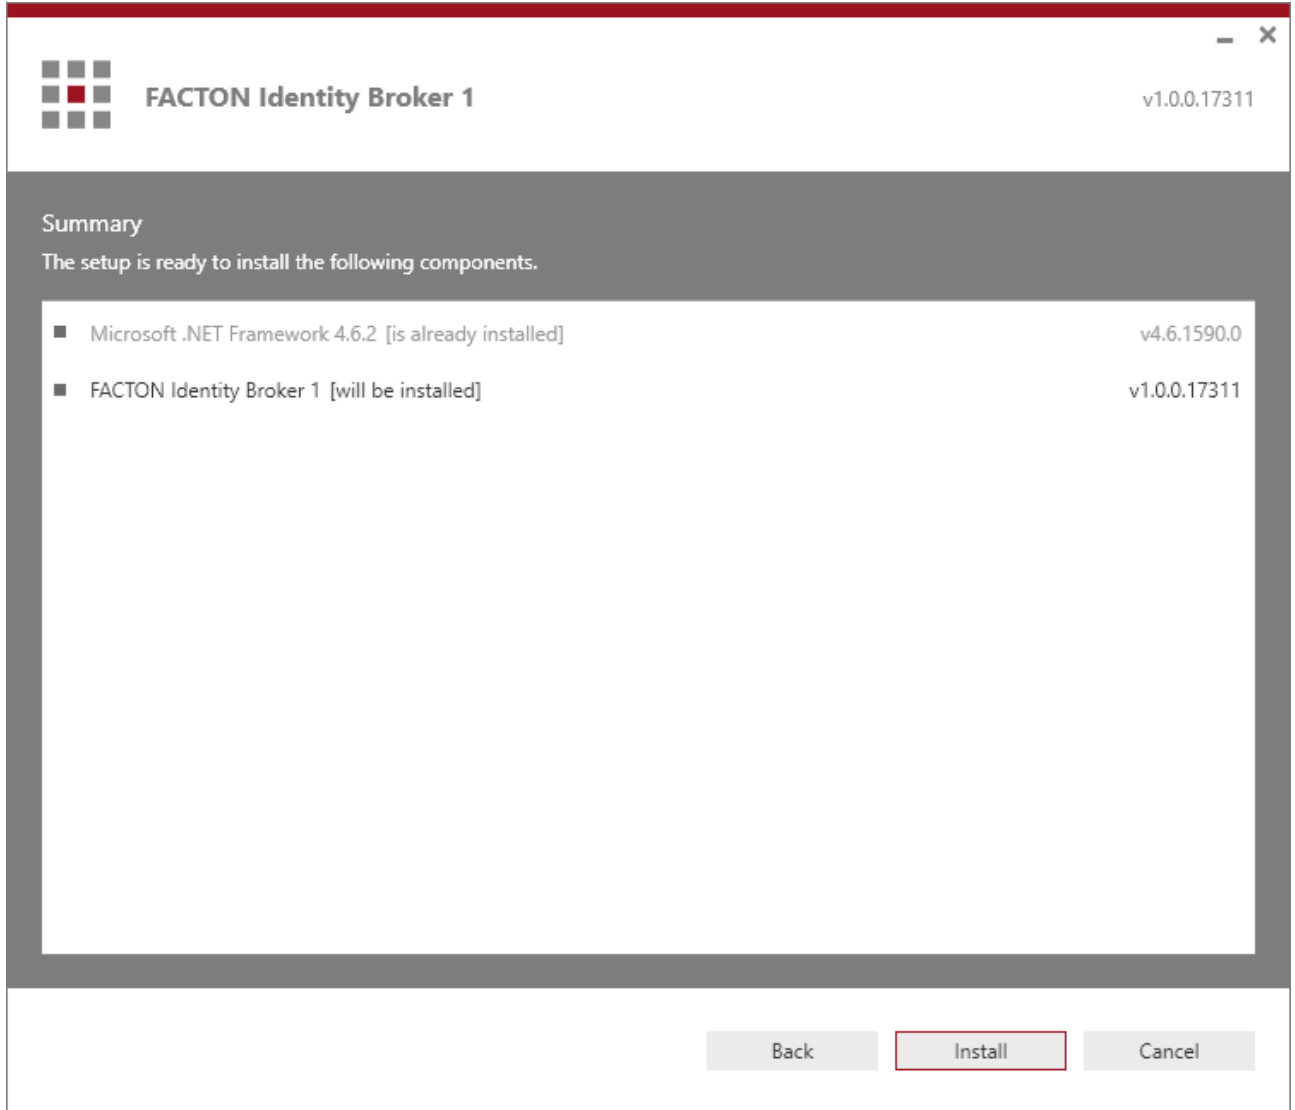 FACTON Identity Broker 1
v1.0.0.17311
Summary
The setup is ready to install the following components.
Microsoft .NET Framework 4.6.2 [is already installed] v4.6.1590.0
FACTON Identity Broker 1 [will be installed] v1.0.0.17311
Back Install Cancel